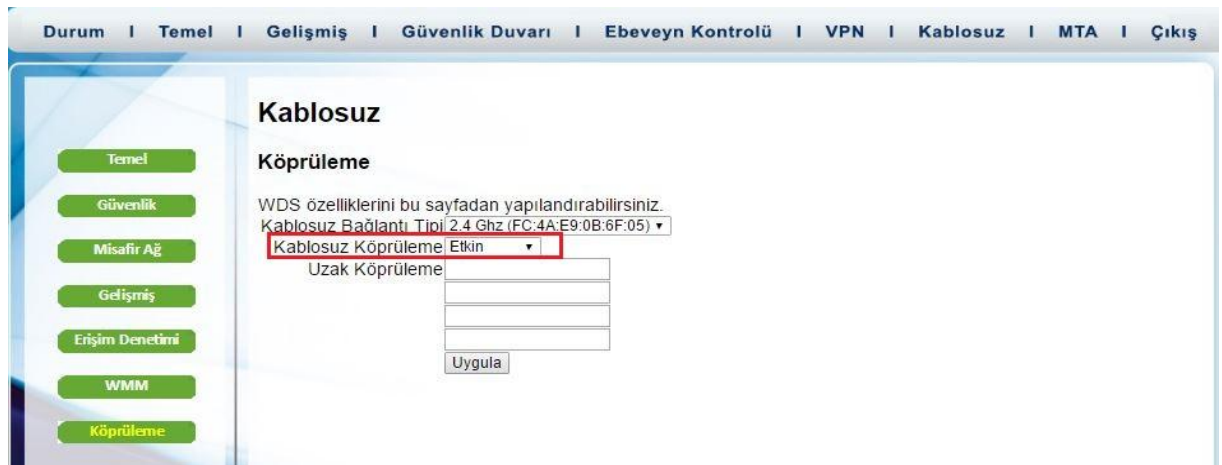 Durum | Temel | Gelişmiş | Güvenlik Duvarı | Ebeveyn Kontrolü | VPN | Kablosuz | MTA | Çıkış
Temel
Güvenlik
Misafir Ağ
Gelişmiş
Erişim Denetimi
WMM
Köprüleme
Kablosuz
Köprüleme
WDS özelliklerini bu sayfadan yapılandırabilirsiniz.
Kablosuz Bağlantı Tipi 2.4 Ghz (FC:4A:E9:0B:6F:05)
Kablosuz Köprüleme Etkin
Uzak Köprüleme
Uygula